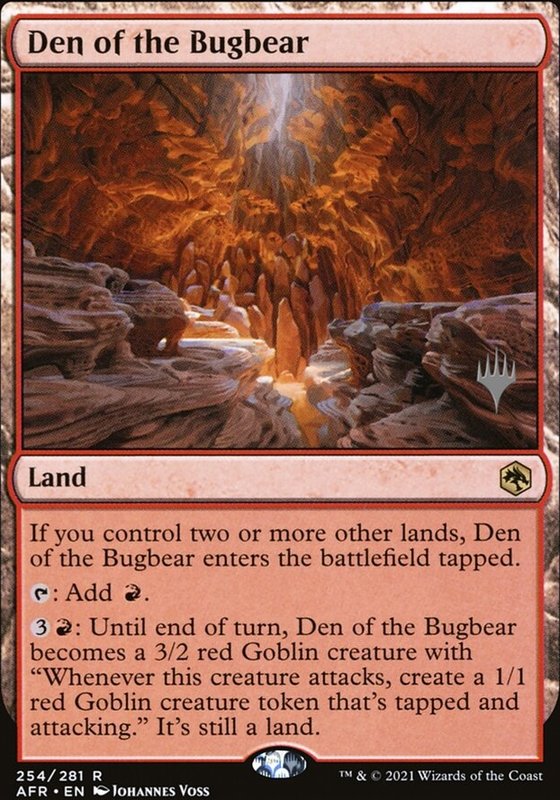 Den of the Bugbear
Land
If you control two or more other lands, Den
of the Bugbear enters the battlefield tapped.
: Add .
3 : Until end of turn, Den of the Bugbear
becomes a 3/2 red Goblin creature with
“Whenever this creature attacks, create a 1/1
red Goblin creature token that’s tapped and
attacking.” It’s still a land.
254/281 R
AFR • EN Johannes Voss
™ & © 2021 Wizards of the Coast